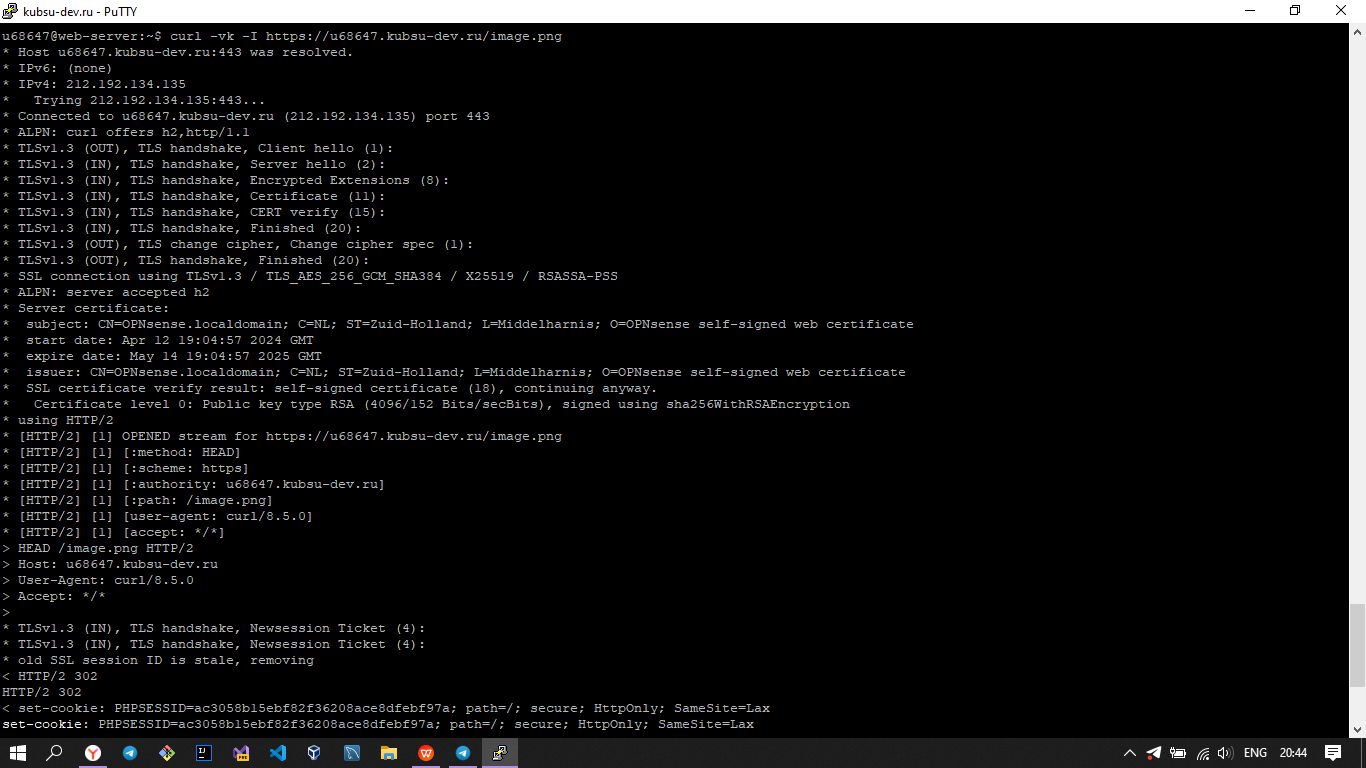 kubsu-dev.ru - PuTTY
u68647@web-server:~$ curl -vk -I https://u68647.kubsu-dev.ru/image.png
* Host u68647.kubsu-dev.ru:443 was resolved.
* IPv6: (none)
* IPv4: 212.192.134.135
*   Trying 212.192.134.135:443...
* Connected to u68647.kubsu-dev.ru (212.192.134.135) port 443
* ALPN: curl offers h2,http/1.1
* TLSv1.3 (OUT), TLS handshake, Client hello (1):
* TLSv1.3 (IN), TLS handshake, Server hello (2):
* TLSv1.3 (IN), TLS handshake, Encrypted Extensions (8):
* TLSv1.3 (IN), TLS handshake, Certificate (11):
* TLSv1.3 (IN), TLS handshake, CERT verify (15):
* TLSv1.3 (IN), TLS handshake, Finished (20):
* TLSv1.3 (OUT), TLS change cipher, Change cipher spec (1):
* TLSv1.3 (OUT), TLS handshake, Finished (20):
* SSL connection using TLSv1.3 / TLS_AES_256_GCM_SHA384 / X25519 / RSASSA-PSS
* ALPN: server accepted h2
* Server certificate:
*  subject: CN=OPNsense.localdomain; C=NL; ST=Zuid-Holland; L=Middelharnis; O=OPNsense self-signed web certificate
*  start date: Apr 12 19:04:57 2024 GMT
*  expire date: May 14 19:04:57 2025 GMT
*  issuer: CN=OPNsense.localdomain; C=NL; ST=Zuid-Holland; L=Middelharnis; O=OPNsense self-signed web certificate
*  SSL certificate verify result: self-signed certificate (18), continuing anyway.
*   Certificate level 0: Public key type RSA (4096/152 Bits/secBits), signed using sha256WithRSAEncryption
* using HTTP/2
* [HTTP/2] [1] OPENED stream for https://u68647.kubsu-dev.ru/image.png
* [HTTP/2] [1] [:method: HEAD]
* [HTTP/2] [1] [:scheme: https]
* [HTTP/2] [1] [:authority: u68647.kubsu-dev.ru]
* [HTTP/2] [1] [:path: /image.png]
* [HTTP/2] [1] [user-agent: curl/8.5.0]
* [HTTP/2] [1] [accept: */*]
> HEAD /image.png HTTP/2
> Host: u68647.kubsu-dev.ru
> User-Agent: curl/8.5.0
> Accept: */*
>
* TLSv1.3 (IN), TLS handshake, Newsession Ticket (4):
* TLSv1.3 (IN), TLS handshake, Newsession Ticket (4):
* old SSL session ID is stale, removing
< HTTP/2 302
HTTP/2 302
< set-cookie: PHPSESSID=ac3058b15ebf82f36208ace8dfebf97a; path=/; secure; HttpOnly; SameSite=Lax
set-cookie: PHPSESSID=ac3058b15ebf82f36208ace8dfebf97a; path=/; secure; HttpOnly; SameSite=Lax
ENG 20:44